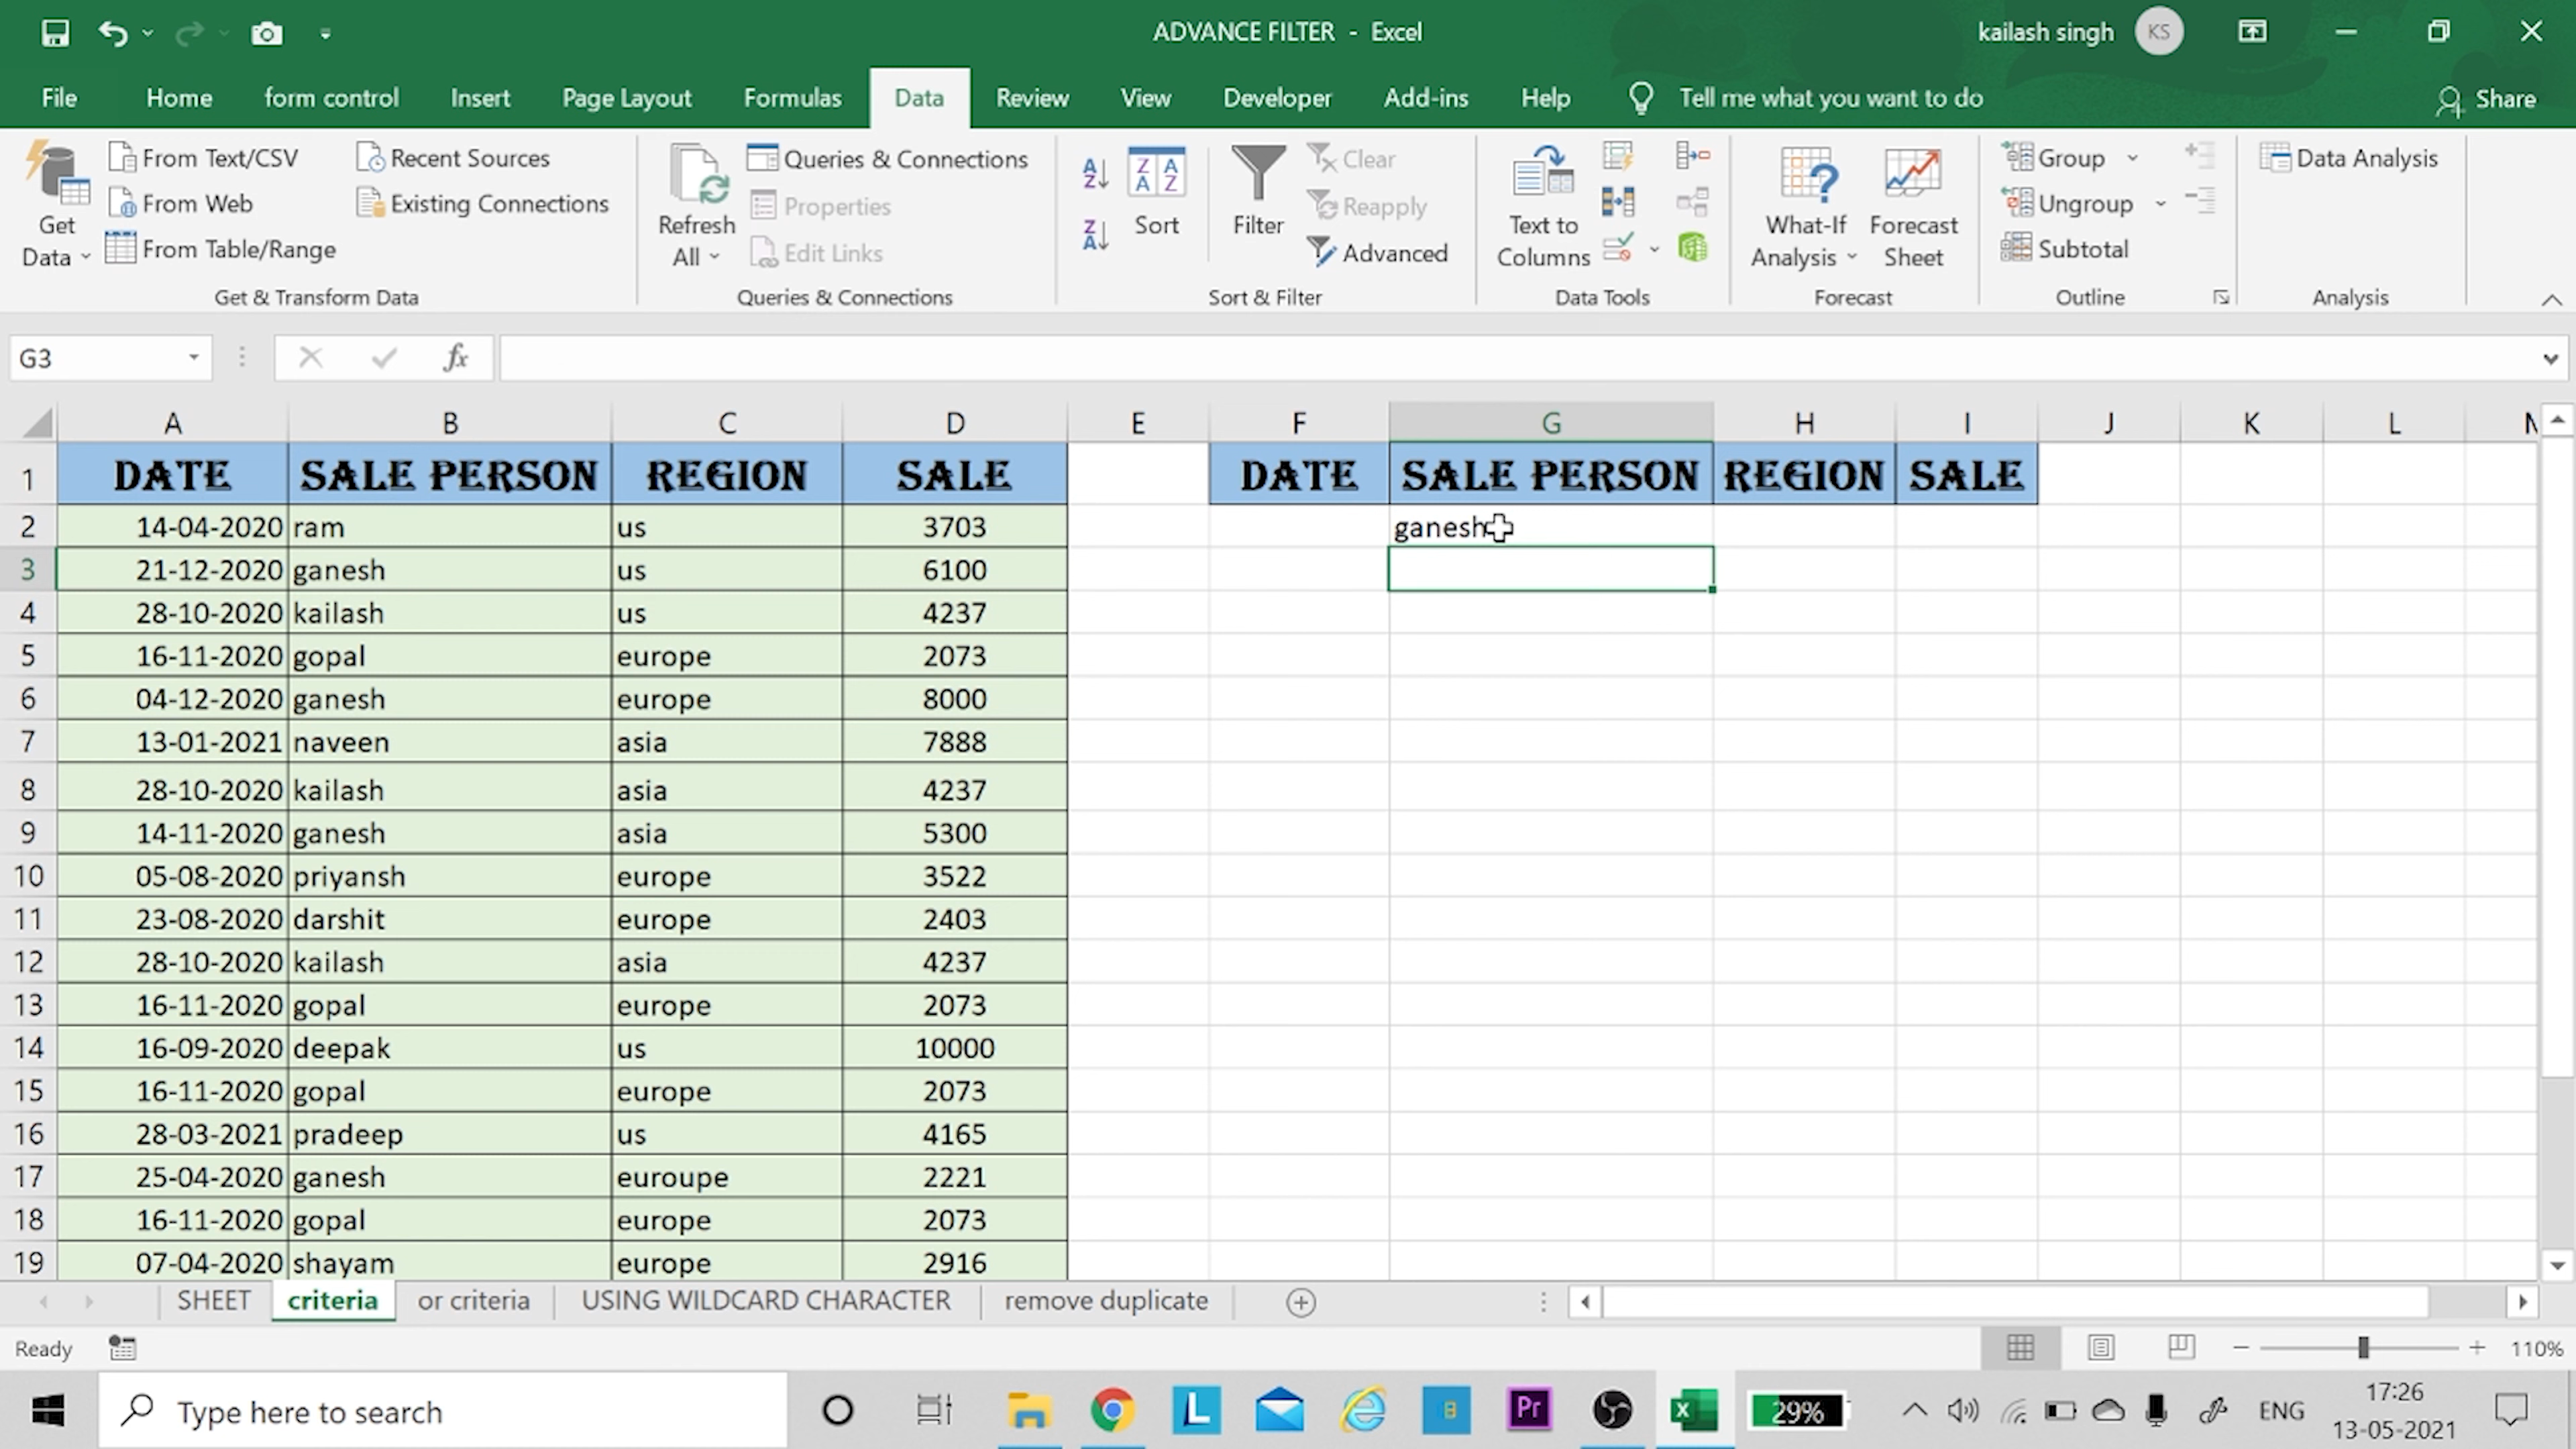 ADVANCE FILTER - Excel
kailash singh KS
File Home form control Insert Page Layout Formulas Data Review View Developer Add-ins Help Tell me what you want to do Share
Get Data
From Text/CSV
From Web
From Table/Range
Recent Sources
Existing Connections
Get & Transform Data
Refresh All
Queries & Connections
Properties
Edit Links
Queries & Connections
Sort
Filter
Clear
Reapply
Advanced
Sort & Filter
Text to Columns
Data Tools
What-If Analysis
Forecast Sheet
Forecast
Group
Ungroup
Subtotal
Outline
Data Analysis
Analysis
G3 fx
A B C D E F G H I J K L M
1 DATE SALE PERSON REGION SALE DATE SALE PERSON REGION SALE
2 14-04-2020 ram us 3703 ganesh
3 21-12-2020 ganesh us 6100
4 28-10-2020 kailash us 4237
5 16-11-2020 gopal europe 2073
6 04-12-2020 ganesh europe 8000
7 13-01-2021 naveen asia 7888
8 28-10-2020 kailash asia 4237
9 14-11-2020 ganesh asia 5300
10 05-08-2020 priyansh europe 3522
11 23-08-2020 darshit europe 2403
12 28-10-2020 kailash asia 4237
13 16-11-2020 gopal europe 2073
14 16-09-2020 deepak us 10000
15 16-11-2020 gopal europe 2073
16 28-03-2021 pradeep us 4165
17 25-04-2020 ganesh euroupe 2221
18 16-11-2020 gopal europe 2073
19 07-04-2020 shayam europe 2916
SHEET criteria or criteria USING WILDCARD CHARACTER remove duplicate
Ready 110%
Type here to search L Pr 29% ENG 17:26
13-05-2021